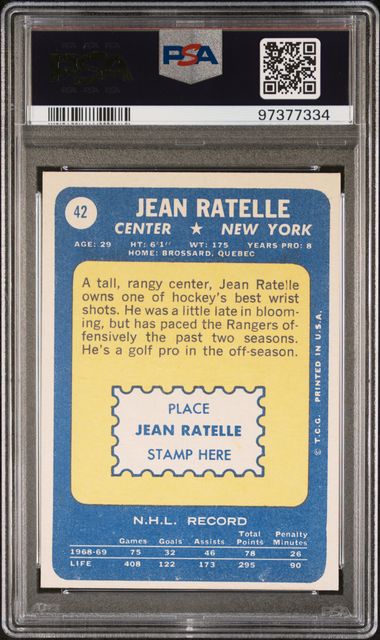 PSA
97377334
42
JEAN RATELLE
CENTER ★ NEW YORK
AGE: 29 HT: 6'1" WT: 175 YEARS PRO: 8
HOME: BROSSARD, QUEBEC
A tall, rangy center, Jean Ratelle
owns one of hockey's best wrist
shots. He was a little late in bloom-
ing, but has paced the Rangers of-
fensively the past two seasons.
He's a golf pro in the off-season.
PLACE
JEAN RATELLE
STAMP HERE
© T.C.G. PRINTED IN U.S.A.
N.H.L. RECORD
Games Goals Assists Total Points Penalty Minutes
1968-69 75 32 46 78 26
LIFE 408 122 173 295 90